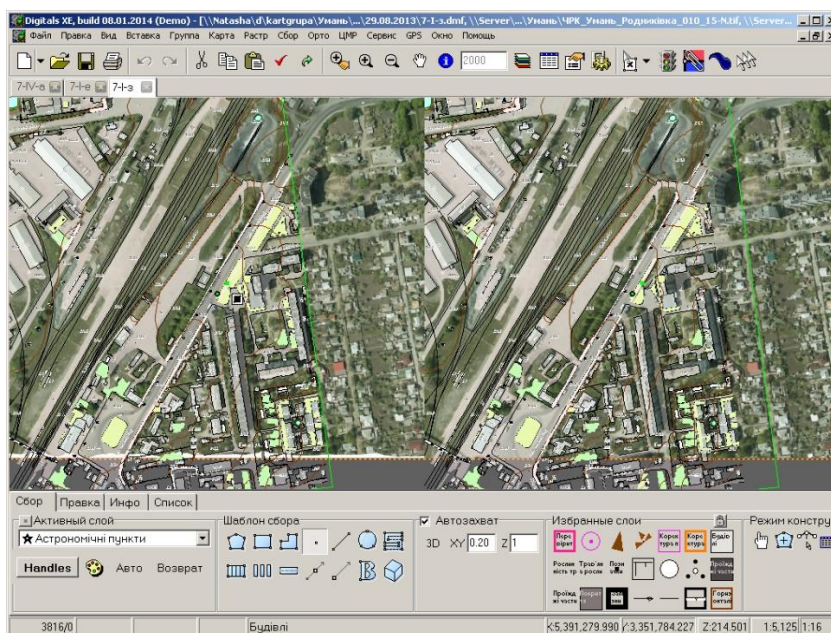 Digitals XE, build 08.01.2014 (Demo) - [\\Natasha\d\kartgrupa\Умань\...\29.08.2013\7-I-з.dmf, \\Server\...\Умань\ЧРК_Умань_Родниківка_010_15-N.tif, \\Server...
Файл Правка Вид Вставка Группа Карта Растр Сбор Орто ЦМР Сервис GPS Окно Помощь
2000
7-IV-а 7-I-е 7-I-з
Сбор Правка Инфо Список
Активный слой
Шаблон сбора
Автозахват
Избранные слои
Режим констру
Астрономічні пункти
3D XY 0.20 Z 1
Handles Авто Возврат
3816/0 Будівлі X:5,391,279.990 Y:3,351,784.227 Z:214.501 1:5,125 1:16